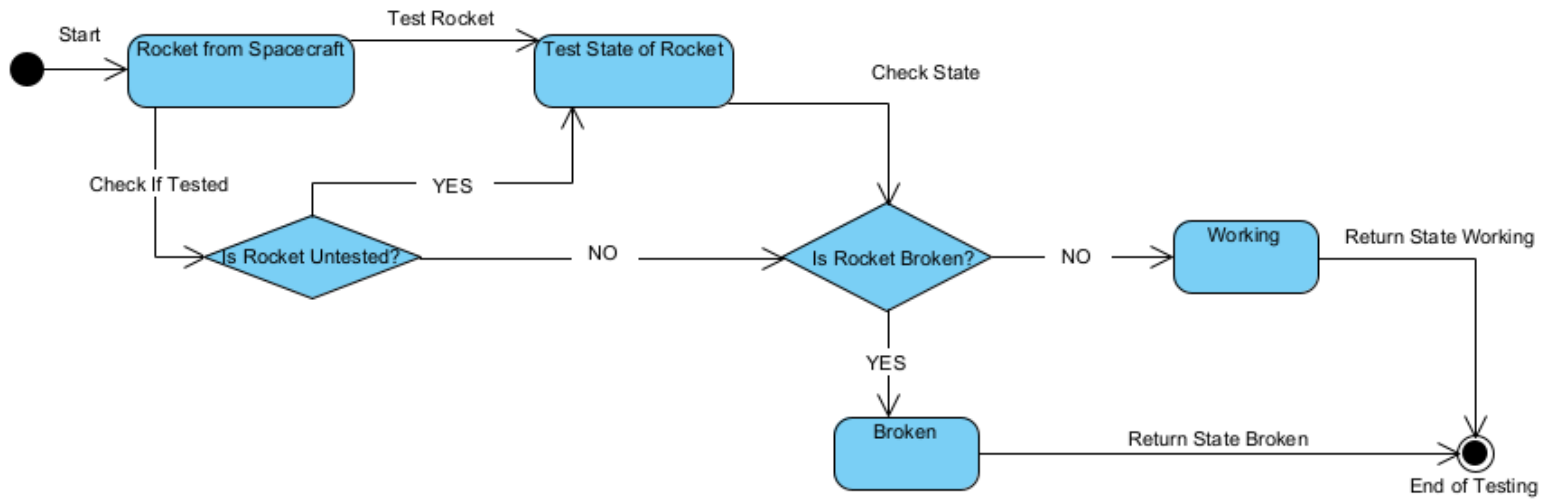 Start
Test Rocket
Rocket from Spacecraft
Test State of Rocket
Check State
Check If Tested
YES
Is Rocket Untested?
NO
Is Rocket Broken?
NO
Working
Return State Working
YES
Broken
Return State Broken
End of Testing